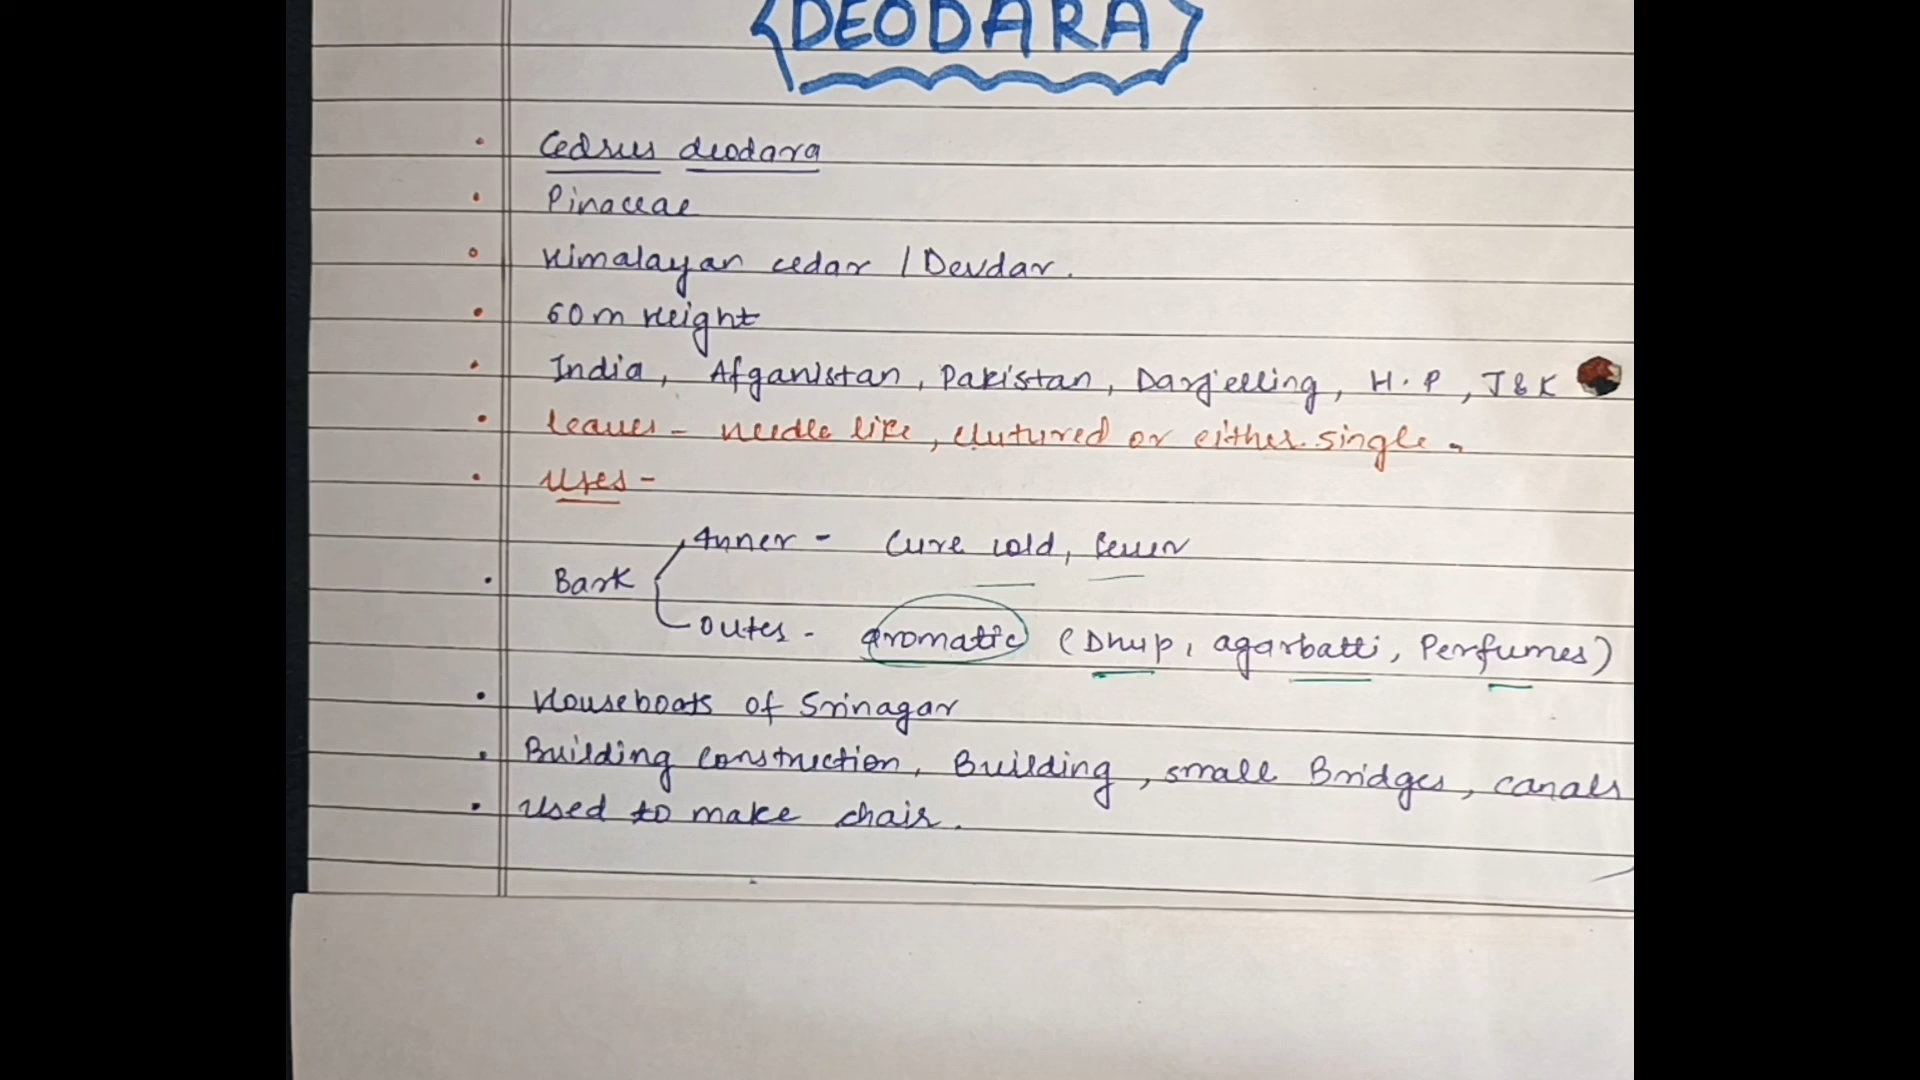 DEODARA
Cedrus deodara
Pinaceae
Himalayan cedar / Devdar.
60m Height
India, Afganistan, Pakistan, Darjelling, H.P, J&K
leaves - needle like, clutured or either single.
Uses -
Inner - Cure cold, fever
Bark
Outer - aromatic (Dhup, agarbatti, Perfumes)
Houseboats of Srinagar
Building construction, Building, small Bridges, canals
Used to make chair.